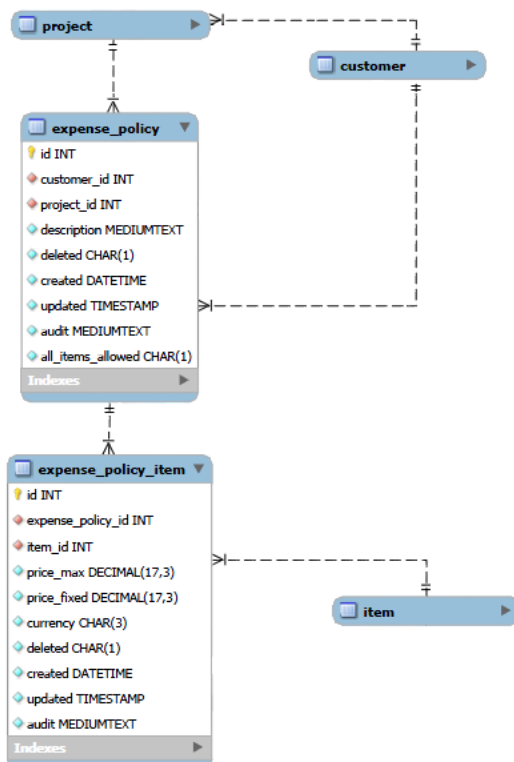 project
customer
expense_policy
id INT
customer_id INT
project_id INT
description MEDIUMTEXT
deleted CHAR(1)
created DATETIME
updated TIMESTAMP
audit MEDIUMTEXT
all_items_allowed CHAR(1)
Indexes
expense_policy_item
id INT
expense_policy_id INT
item_id INT
price_max DECIMAL(17,3)
price_fixed DECIMAL(17,3)
currency CHAR(3)
deleted CHAR(1)
created DATETIME
updated TIMESTAMP
audit MEDIUMTEXT
Indexes
item